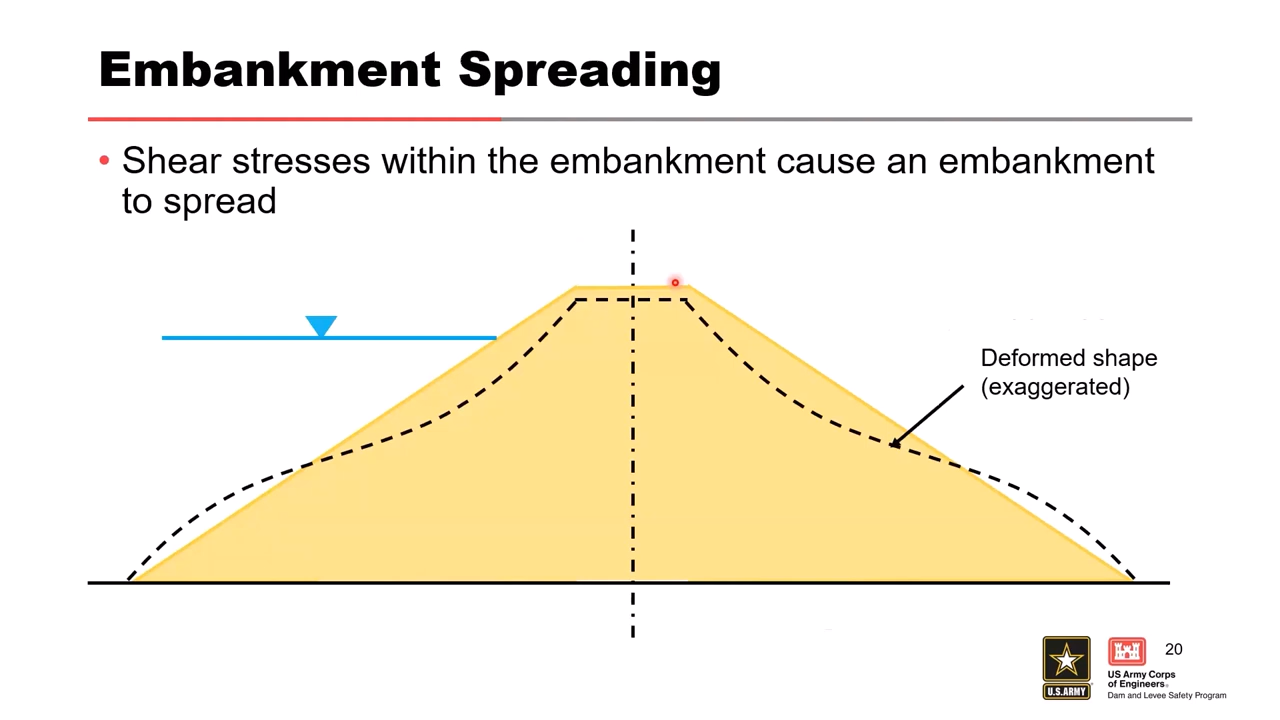 Embankment Spreading
• Shear stresses within the embankment cause an embankment
to spread
Deformed shape
(exaggerated)
20
U.S.ARMY
US Army Corps
of Engineers®
Dam and Levee Safety Program